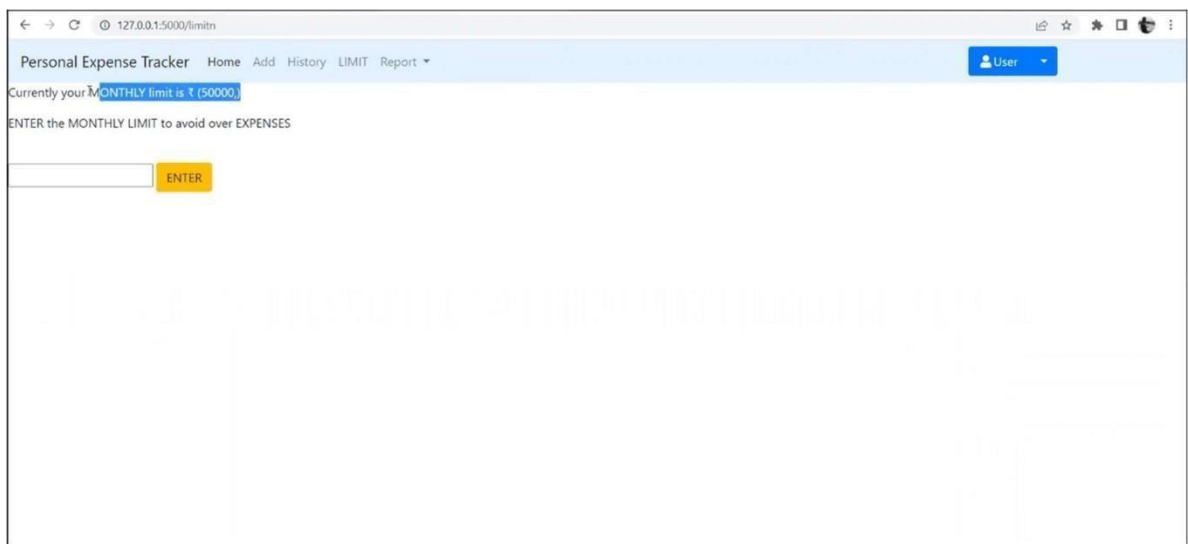 127.0.0.1:5000/limitn
Personal Expense Tracker Home Add History LIMIT Report User
Currently your MONTHLY limit is ₹ (50000,)
ENTER the MONTHLY LIMIT to avoid over EXPENSES
ENTER